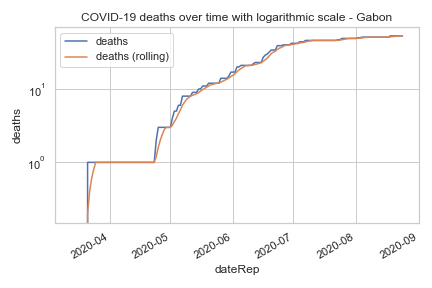 COVID-19 deaths over time with logarithmic scale - Gabon
deaths
deaths (rolling)
10¹
10⁰
deaths
2020-04
2020-05
2020-06
2020-07
2020-08
2020-09
dateRep